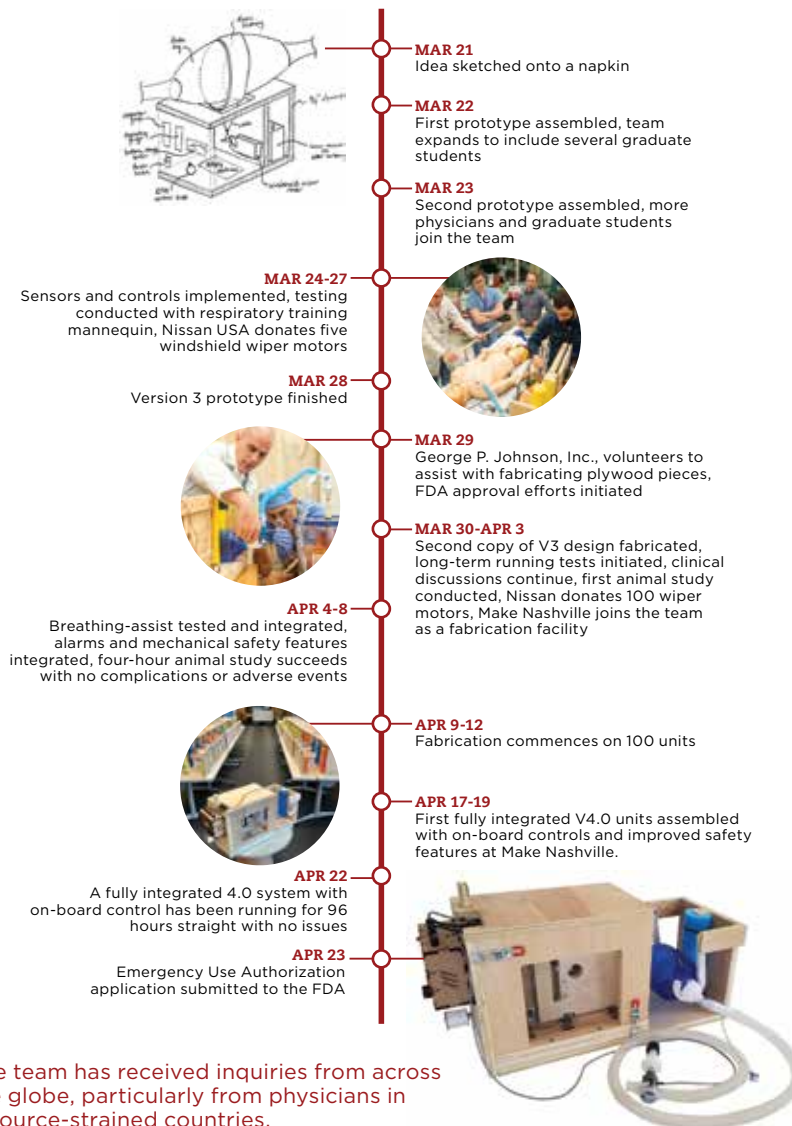 MAR 21
Idea sketched onto a napkin
MAR 22
First prototype assembled, team
expands to include several graduate
students
MAR 23
Second prototype assembled, more
physicians and graduate students
join the team
MAR 24-27
Sensors and controls implemented, testing
conducted with respiratory training
mannequin, Nissan USA donates five
windshield wiper motors
MAR 28
Version 3 prototype finished
MAR 29
George P. Johnson, Inc., volunteers to
assist with fabricating plywood pieces,
FDA approval efforts initiated
MAR 30-APR 3
Second copy of V3 design fabricated,
long-term running tests initiated, clinical
discussions continue, first animal study
conducted, Nissan donates 100 wiper
motors, Make Nashville joins the team
as a fabrication facility
APR 4-8
Breathing-assist tested and integrated,
alarms and mechanical safety features
integrated, four-hour animal study succeeds
with no complications or adverse events
APR 9-12
Fabrication commences on 100 units
APR 17-19
First fully integrated V4.0 units assembled
with on-board controls and improved safety
features at Make Nashville.
APR 22
A fully integrated 4.0 system with
on-board control has been running for 96
hours straight with no issues
APR 23
Emergency Use Authorization
application submitted to the FDA
e team has received inquiries from across
globe, particularly from physicians in
ource-strained countries.